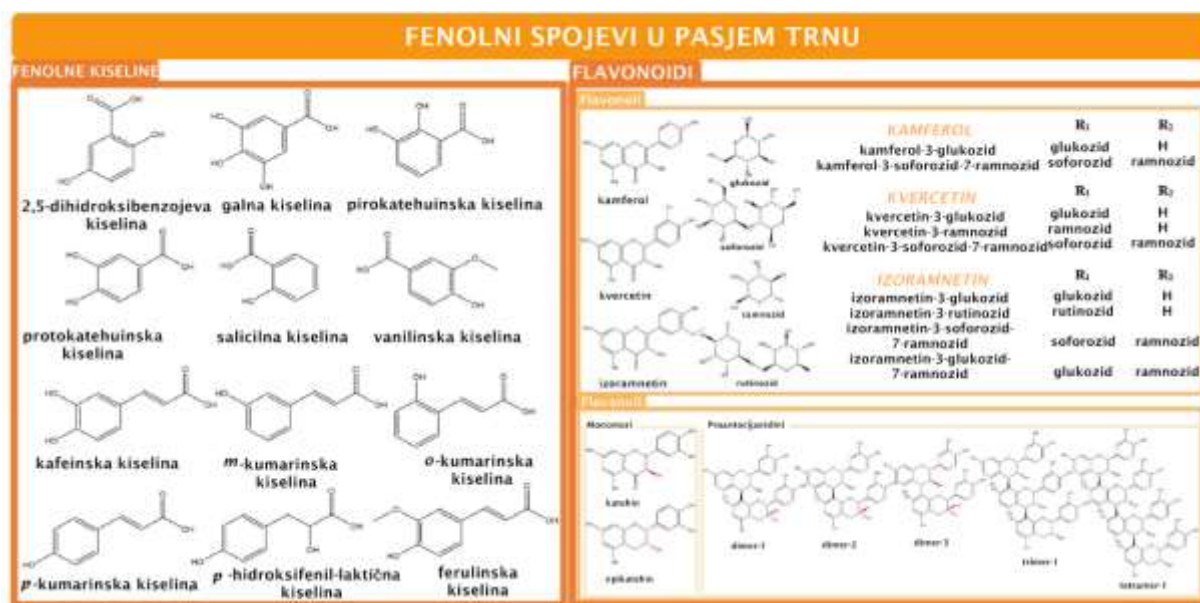 FENOLNI SPOJEVI U PASJEM TRNU
FENOLNE KISELINE
2,5-dihidroksibenzojeva
kiselina
galna kiselina
pirokatehuinska kiselina
protokatehuinska
kiselina
salicilna kiselina
vanilinska
kiselina
kafeinska kiselina
m-kumarinska
kiselina
o-kumarinska
kiselina
p-kumarinska kiselina
p -hidroksifenil-laktična
kiselina
ferulinska
kiselina
FLAVONOIDI
Flavonoli
kamferol
glukozid
soforozid
kvercetin
ramnozid
izoramnetin
rutinozid
KAMFEROL R₁ R₂
kamferol-3-glukozid glukozid H
kamferol-3-soforozid-7-ramnozid soforozid ramnozid
KVERCETIN R₁ R₂
kvercetin-3-glukozid glukozid H
kvercetin-3-ramnozid ramnozid H
kvercetin-3-soforozid-7-ramnozid soforozid ramnozid
IZORAMNETIN R₁ R₂
izoramnetin-3-glukozid glukozid H
izoramnetin-3-rutinozid rutinozid H
izoramnetin-3-soforozid-
7-ramnozid soforozid ramnozid
izoramnetin-3-glukozid-
7-ramnozid glukozid ramnozid
Monomeri
katehin
epikatehin
Proantocijanidini
dimer-1
dimer-2
dimer-3
trimer-1
tetramer-1